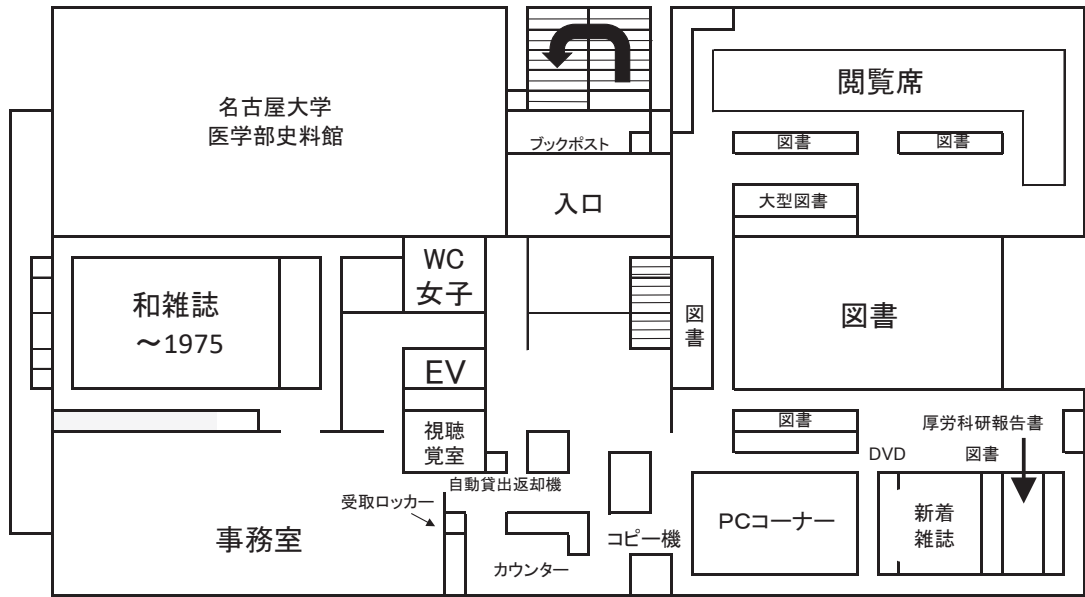 名古屋大学
医学部史料館
ブックポスト
入口
閲覧席
図書
図書
大型図書
WC
女子
和雑誌
～1975
図書
図書
EV
視聴
覚室
図書
厚労科研報告書
DVD
図書
自動貸出返却機
受取ロッカー
事務室
カウンター
コピー機
PCコーナー
新着
雑誌